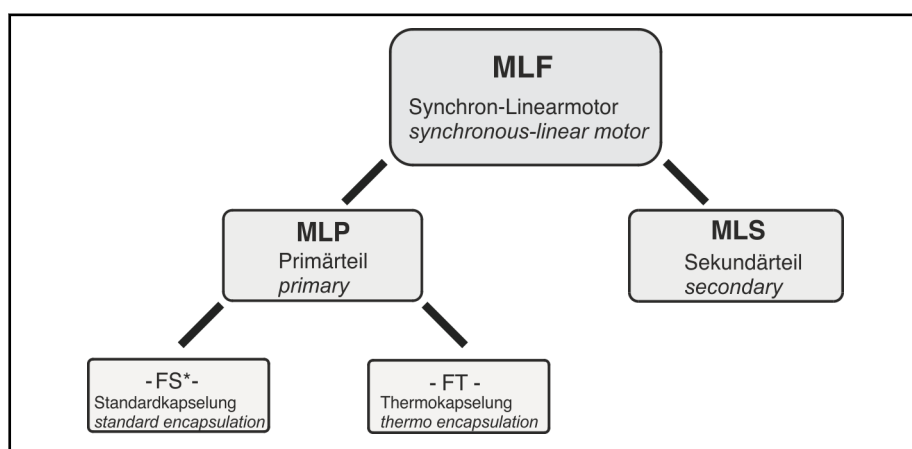 MLF
Synchron-Linearmotor
synchronous-linear motor
MLP
Primärteil
primary
MLS
Sekundärteil
secondary
-FS*-
Standardkapselung
standard encapsulation
- FT -
Thermokapselung
thermo encapsulation